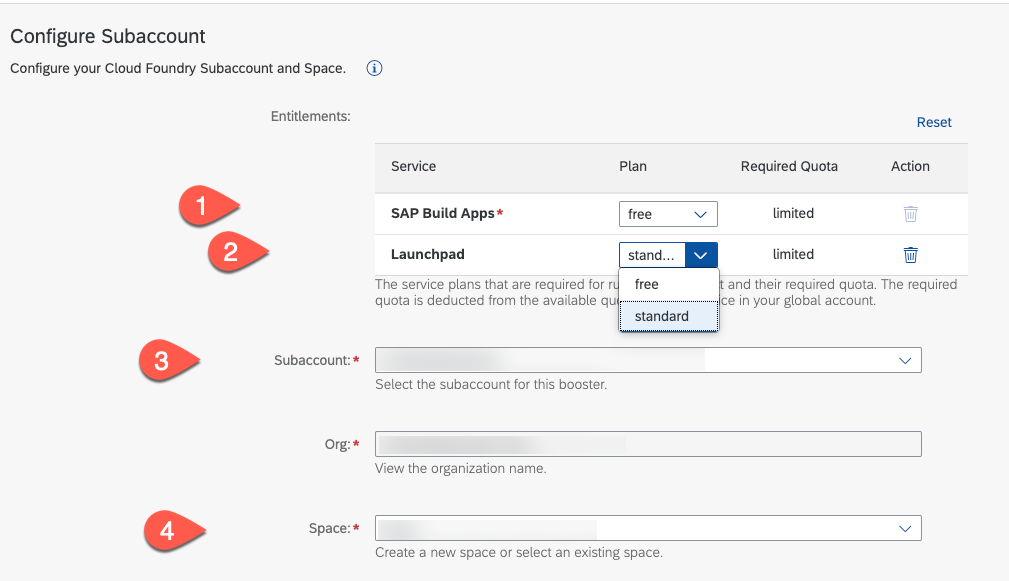 Configure Subaccount
Configure your Cloud Foundry Subaccount and Space.
Entitlements:
Reset
Service Plan Required Quota Action
1 SAP Build Apps* free limited
2 Launchpad stand... limited
free
standard
The service plans that are required for ru t and their required quota. The required
quota is deducted from the available qu ce in your global account.
3 Subaccount:*
Select the subaccount for this booster.
Org:*
View the organization name.
4 Space:*
Create a new space or select an existing space.